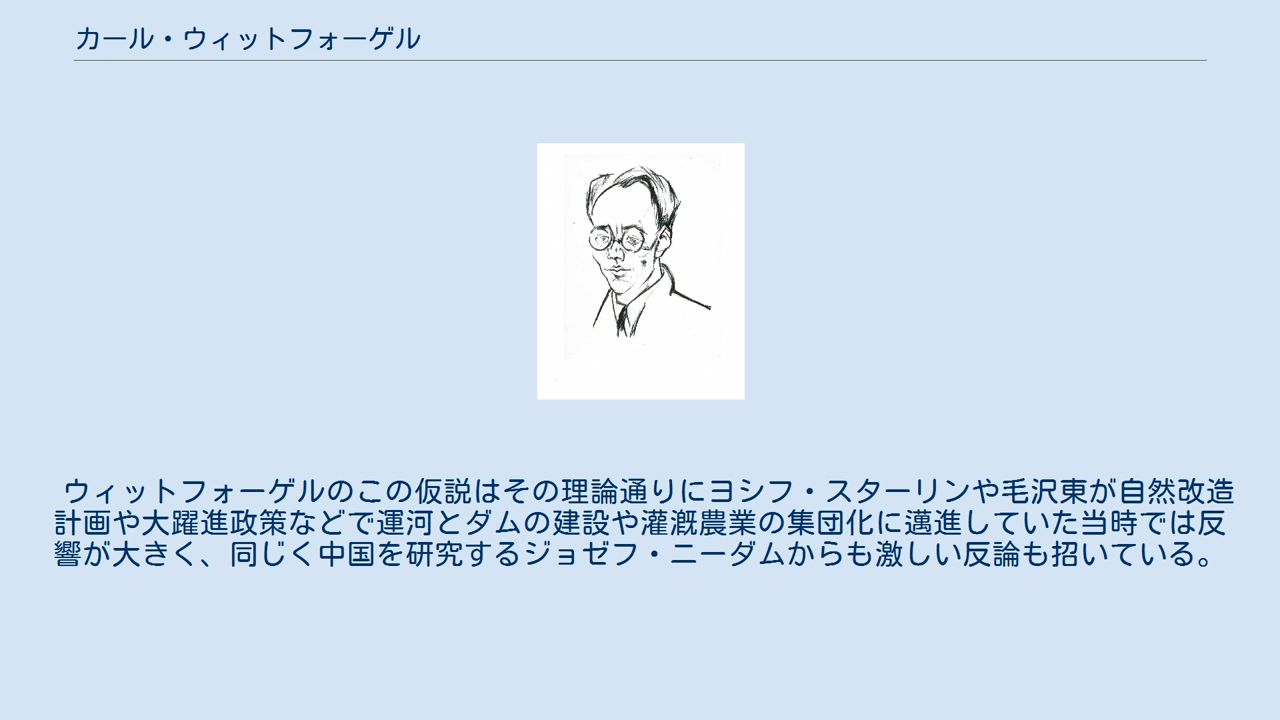 カール・ウィットフォーゲル
ウィットフォーゲルのこの仮説はその理論通りにヨシフ・スターリンや毛沢東が自然改造
計画や大躍進政策などで運河とダムの建設や灌漑農業の集団化に邁進していた当時では反
響が大きく、同じく中国を研究するジョゼフ・ニーダムからも激しい反論も招いている。